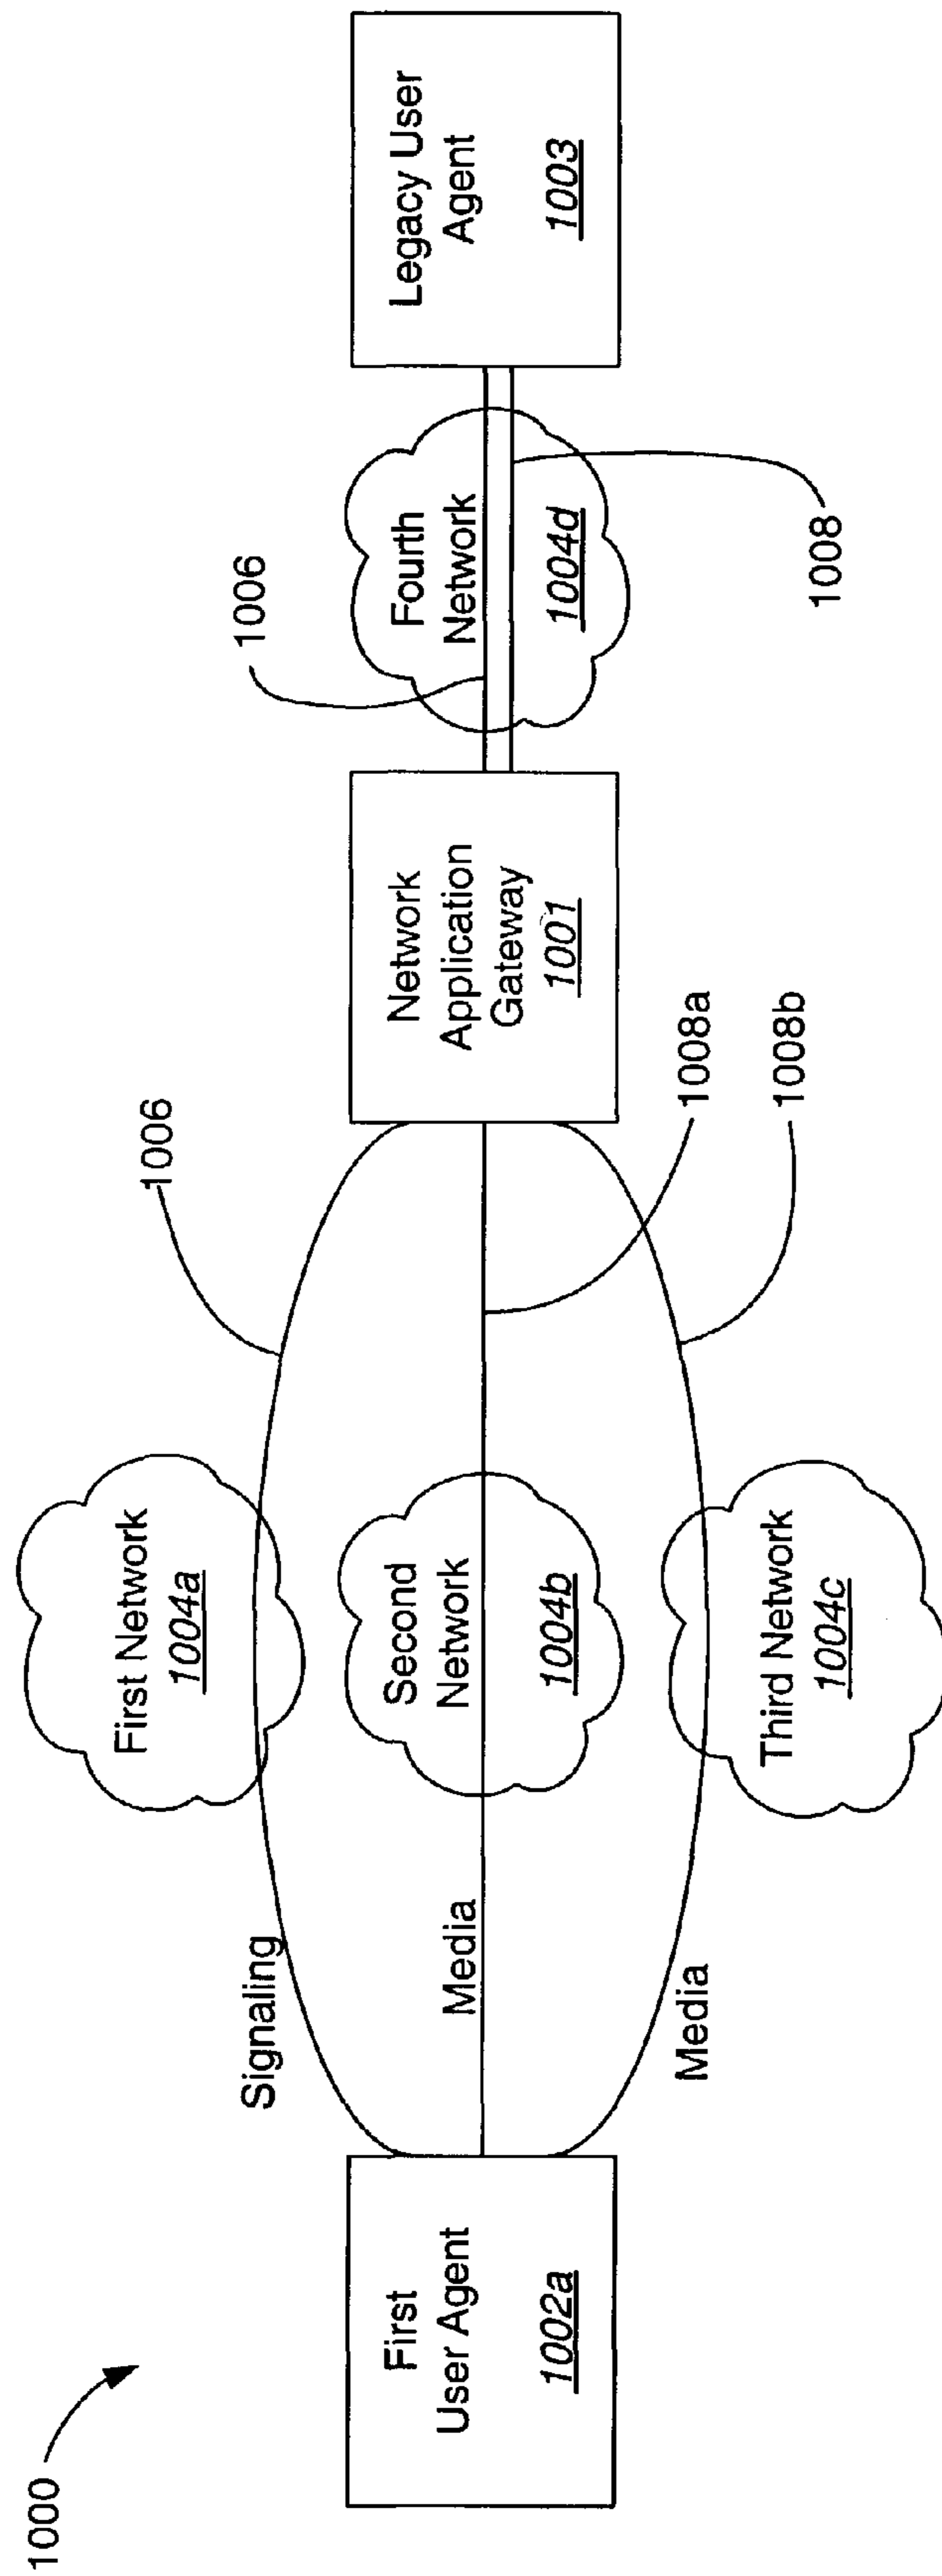 1000
First
User Agent
1002a
Signaling
Media
Media
First Network
1004a
Second
Network
1004b
Third Network
1004c
1006
1008a
1008b
Network
Application
Gateway
1001
1006
Fourth
Network
1004d
1008
Legacy User
Agent
1003